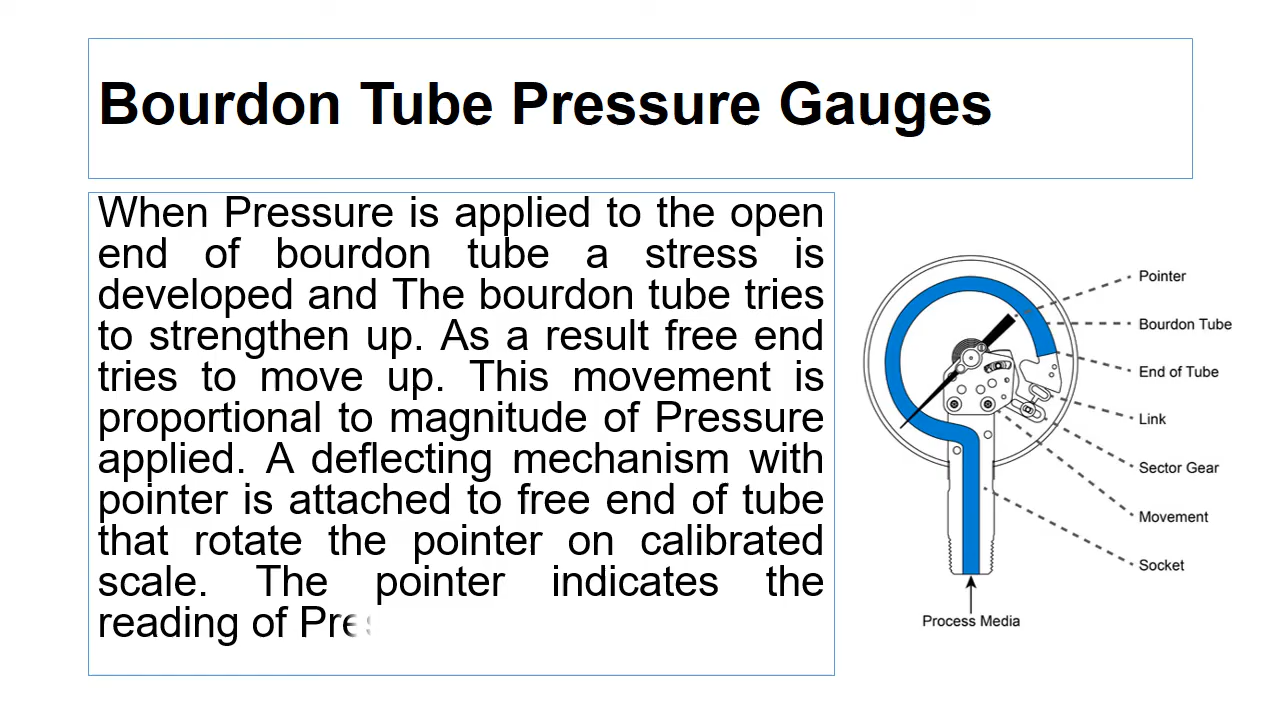 Bourdon Tube Pressure Gauges
When Pressure is applied to the open
end of bourdon tube a stress is
developed and The bourdon tube tries
to strengthen up. As a result free end
tries to move up. This movement is
proportional to magnitude of Pressure
applied. A deflecting mechanism with
pointer is attached to free end of tube
that rotate the pointer on calibrated
scale. The pointer indicates the
reading of
Pointer
Bourdon Tube
End of Tube
Link
Sector Gear
Movement
Socket
Process Media